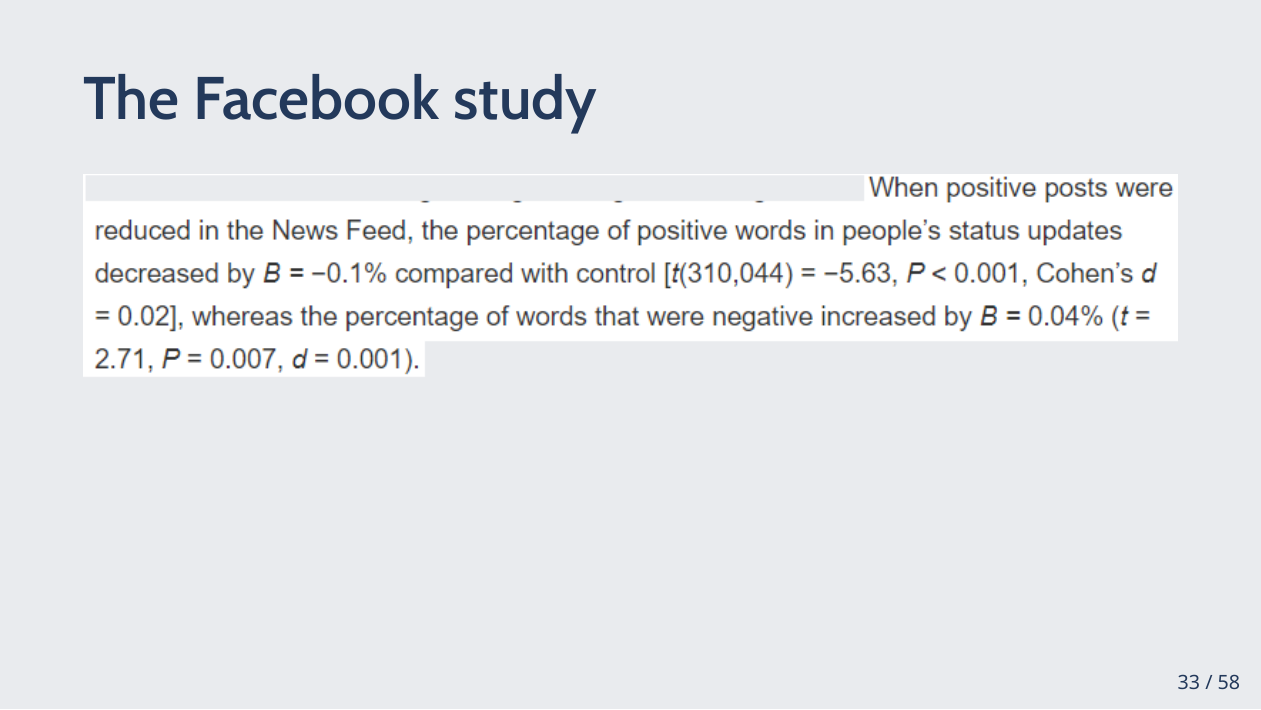 The Facebook study
When positive posts were
reduced in the News Feed, the percentage of positive words in people’s status updates
decreased by B = −0.1% compared with control [t(310,044) = −5.63, P < 0.001, Cohen’s d
= 0.02], whereas the percentage of words that were negative increased by B = 0.04% (t =
2.71, P = 0.007, d = 0.001).
33 / 58